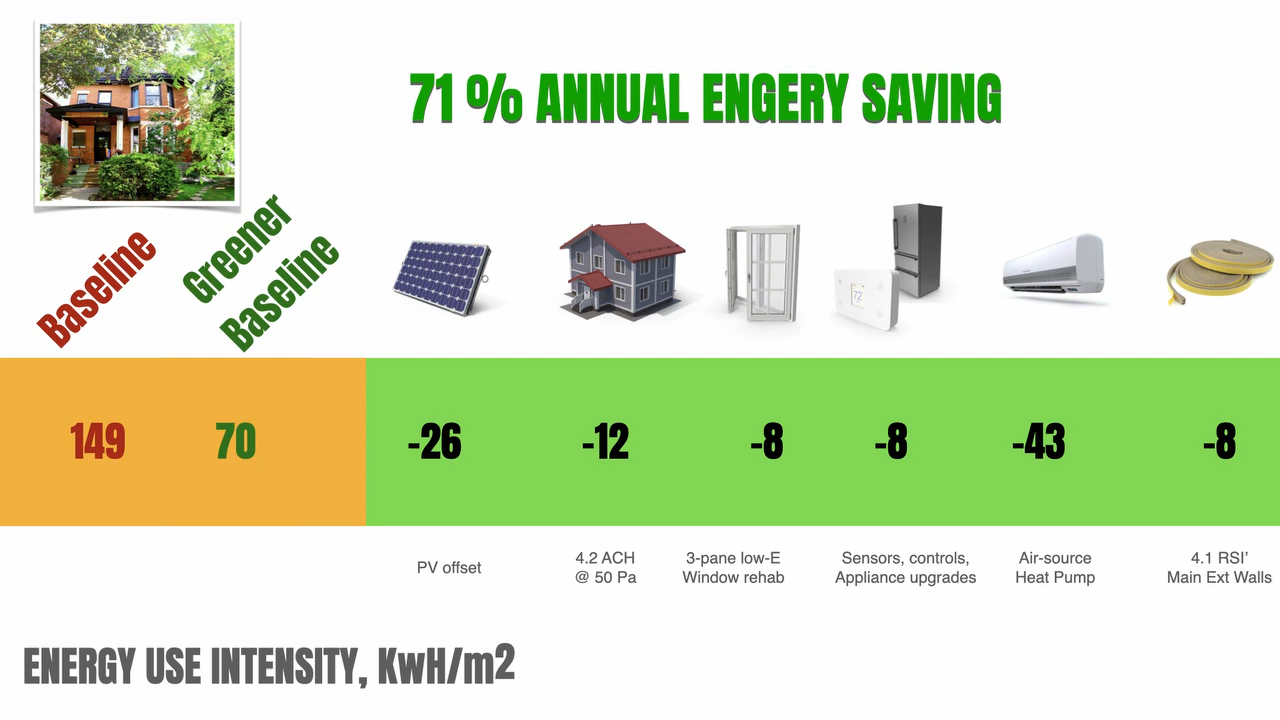 71 % ANNUAL ENGERY SAVING
Baseline
Greener
Baseline
72
149
70
-26
-12
-8
-8
-43
-8
PV offset
4.2 ACH
@ 50 Pa
3-pane low-E
Window rehab
Sensors, controls,
Appliance upgrades
Air-source
Heat Pump
4.1 RSI’
Main Ext Walls
ENERGY USE INTENSITY, KwH/m2